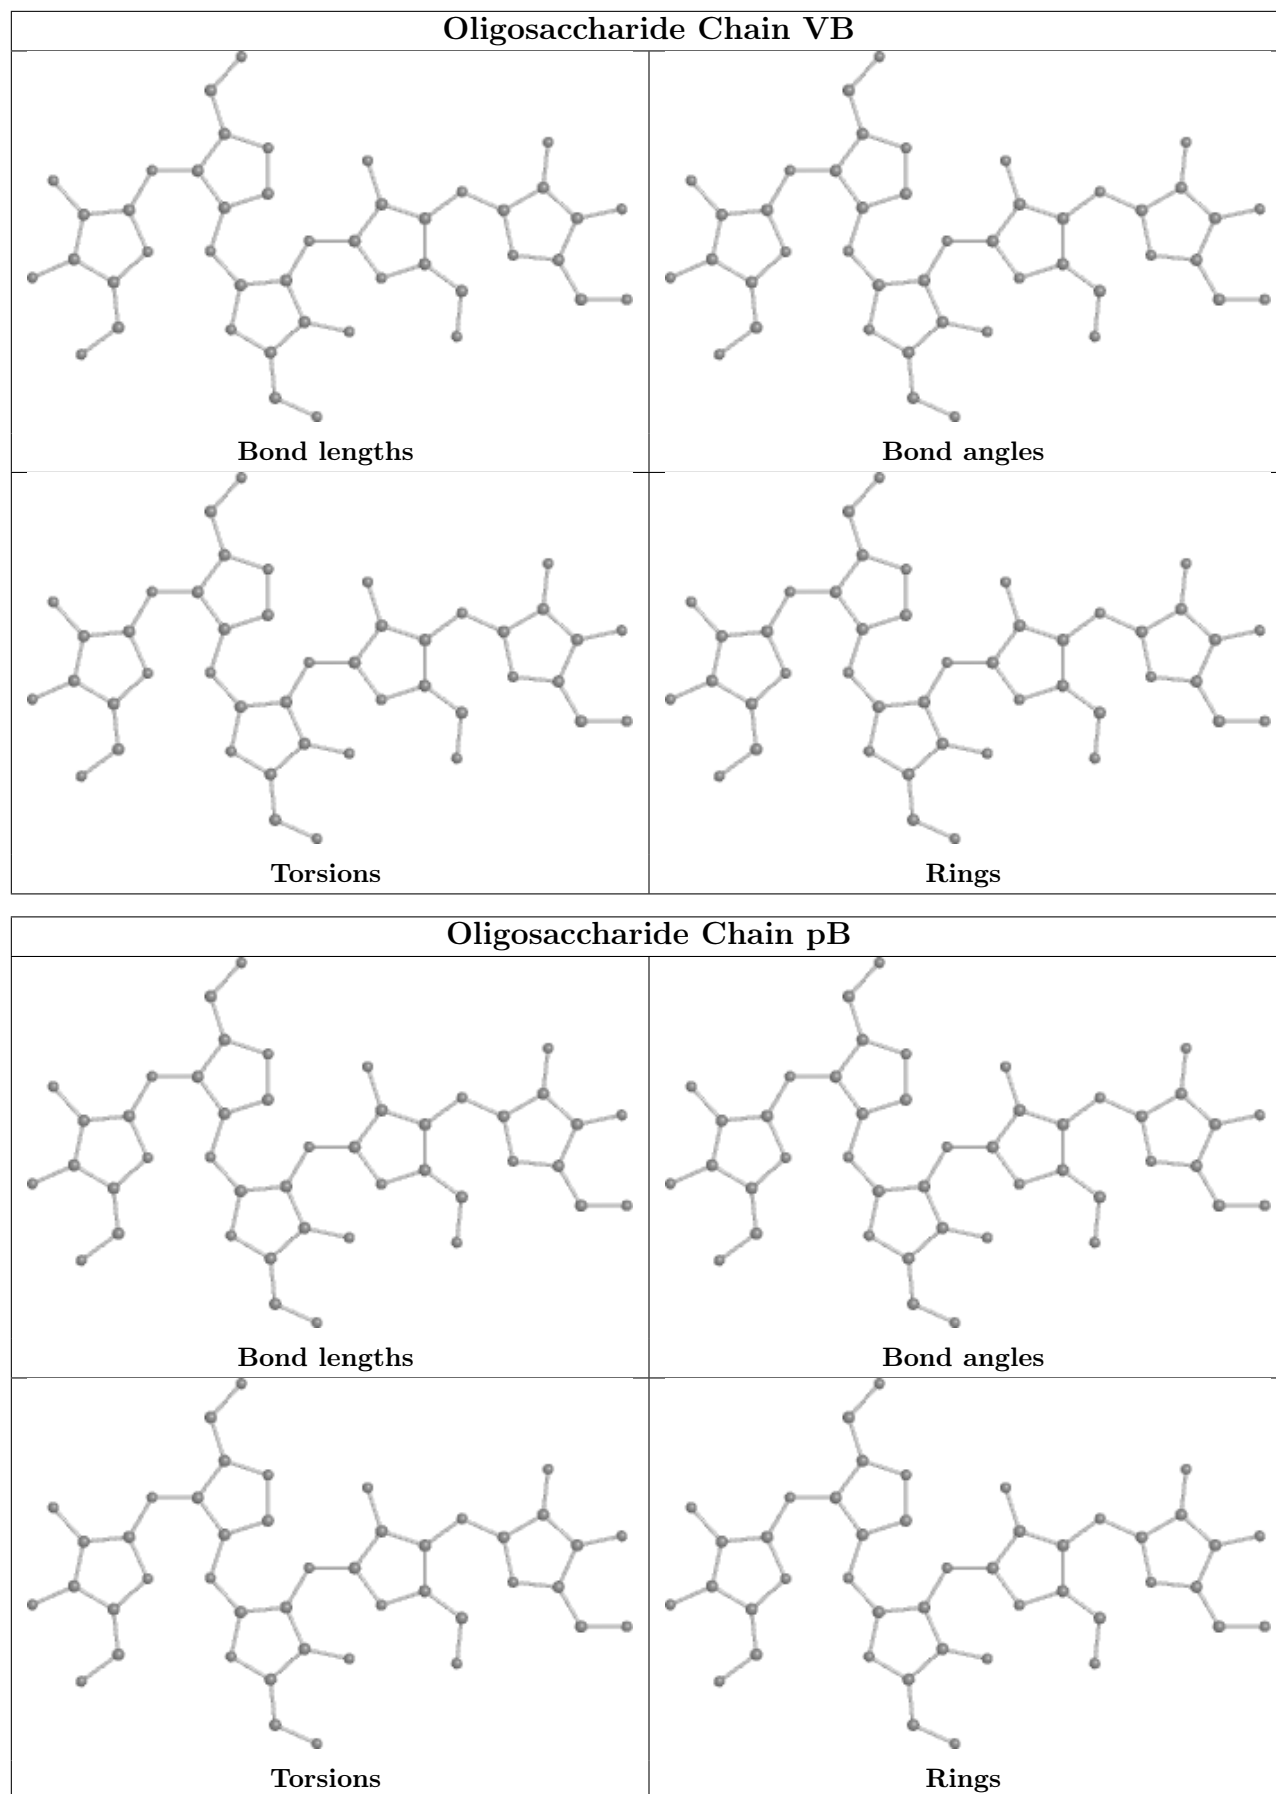 Oligosaccharide Chain VB
Bond lengths
Bond angles
Torsions
Rings
Oligosaccharide Chain pB
Bond lengths
Bond angles
Torsions
Rings